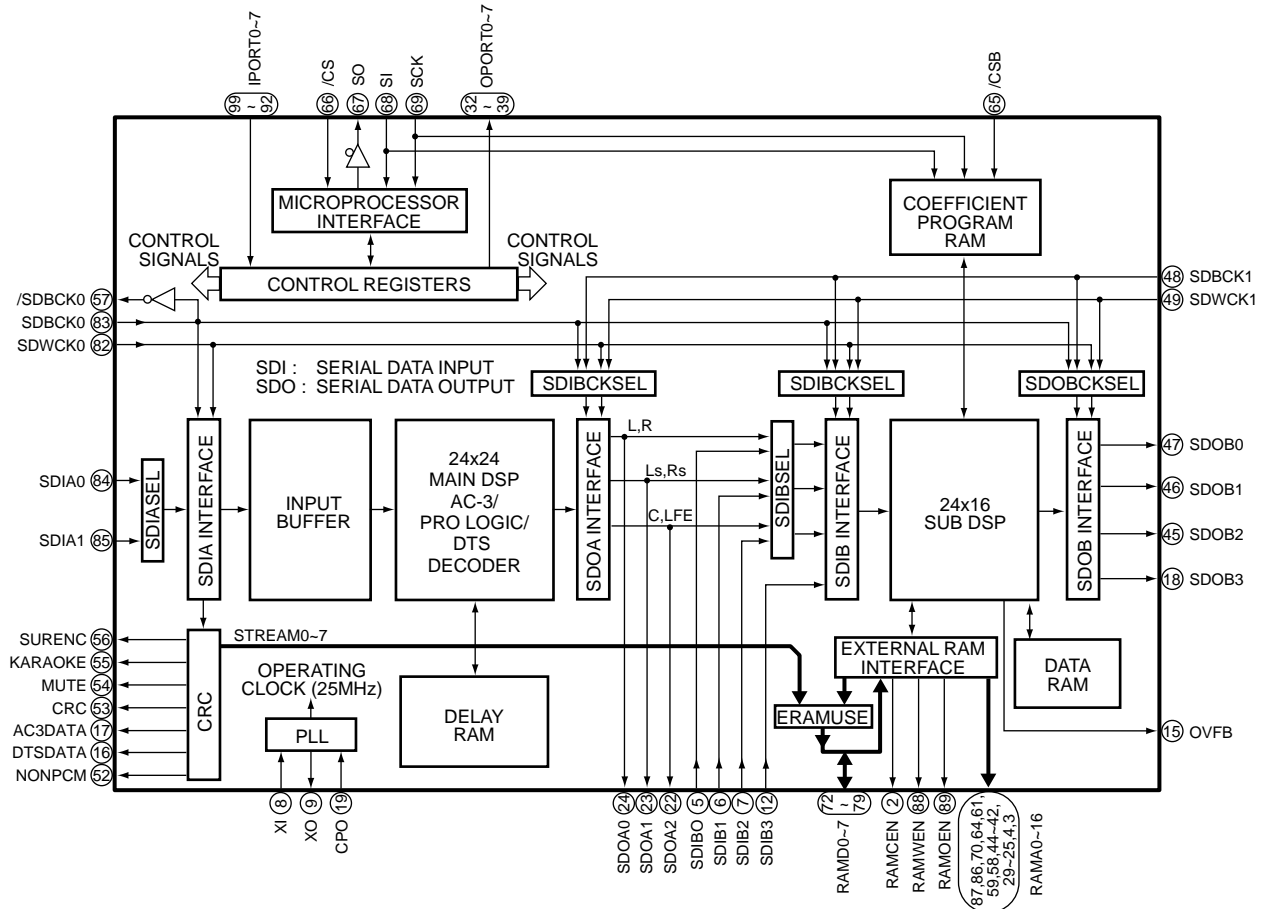 IPORT0~7
99 ~ 92
/CS
66
SO
67
SI
68
SCK
69
OPORT0~7
32 ~ 39
/CSB
65
MICROPROCESSOR
INTERFACE
COEFFICIENT
PROGRAM
RAM
CONTROL
SIGNALS
CONTROL
SIGNALS
CONTROL REGISTERS
/SDBCK0 57
SDBCK0 83
SDWCK0 82
48 SDBCK1
49 SDWCK1
SDI : SERIAL DATA INPUT
SDO : SERIAL DATA OUTPUT
SDIBCKSEL
SDIBCKSEL
SDOBCKSEL
SDIA0 84
SDIA1 85
SDIASEL
SDIA INTERFACE
INPUT
BUFFER
24x24
MAIN DSP
AC-3/
PRO LOGIC/
DTS
DECODER
SDOA INTERFACE
L,R
Ls,Rs
C,LFE
SDIBSEL
SDIB INTERFACE
24x16
SUB DSP
SDOB INTERFACE
47 SDOB0
46 SDOB1
45 SDOB2
18 SDOB3
SURENC 56
KARAOKE 55
MUTE 54
CRC 53
AC3DATA 17
DTSDATA 16
NONPCM 52
CRC
STREAM0~7
OPERATING
CLOCK (25MHz)
PLL
DELAY
RAM
EXTERNAL RAM
INTERFACE
ERAMUSE
DATA
RAM
15 OVFB
XI 8
XO 9
CPO 19
SDOA0 24
SDOA1 23
SDOA2 22
SDIBO 5
SDIB1 6
SDIB2 7
SDIB3 12
72 ~ 79
RAMD0~7
RAMCEN 2
RAMWEN 88
RAMOEN 89
87,86,70,64,61,
59,58,44~42,
29~25,4,3
RAMA0~16